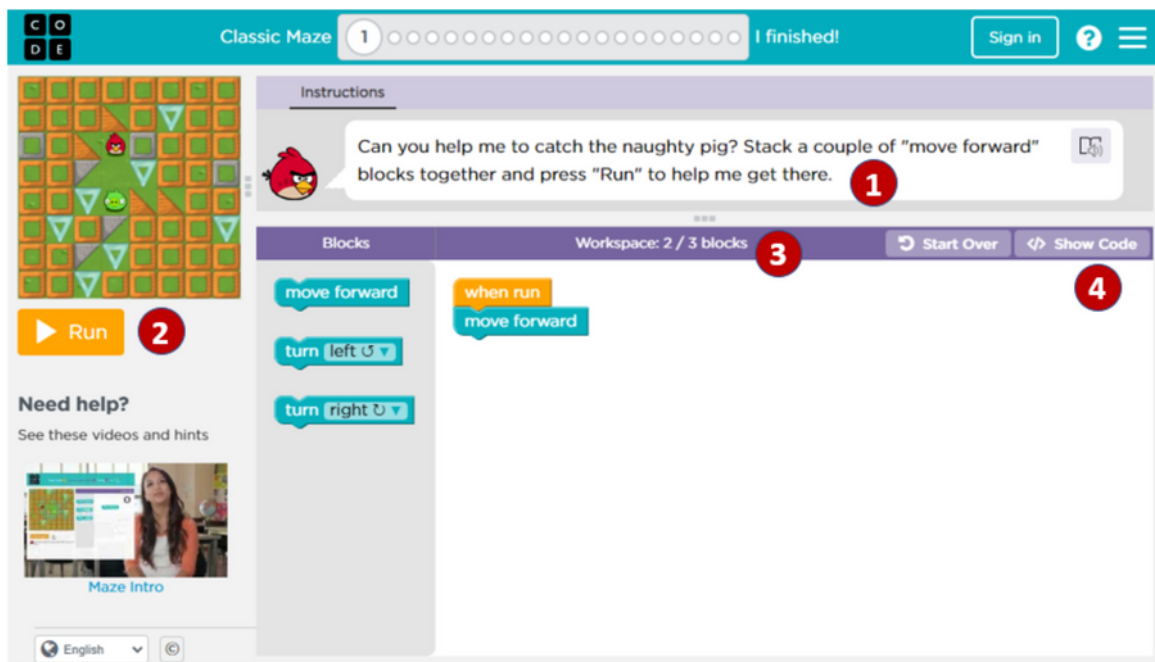 C O
D E
Classic Maze 1 I finished! Sign in ?
Instructions
Can you help me to catch the naughty pig? Stack a couple of "move forward"
blocks together and press "Run" to help me get there.
1
Blocks Workspace: 2 / 3 blocks 3 Start Over </> Show Code
4
move forward
turn left ↺ ▼
turn right ↻ ▼
when run
move forward
Run 2
Need help?
See these videos and hints
Maze Intro
English ©